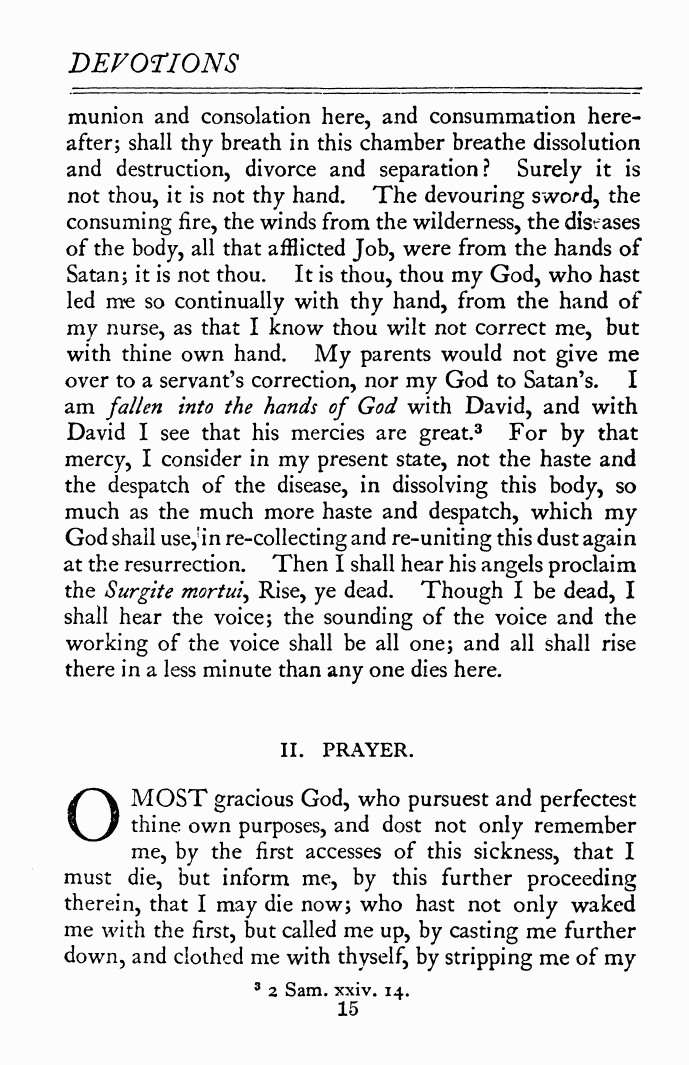 DEVOTIONS
munion and consolation here, and consummation here-
after; shall thy breath in this chamber breathe dissolution
and destruction, divorce and separation? Surely it is
not thou, it is not thy hand. The devouring sword, the
consuming fire, the winds from the wilderness, the diseases
of the body, all that afflicted Job, were from the hands of
Satan; it is not thou. It is thou, thou my God, who hast
led me so continually with thy hand, from the hand of
my nurse, as that I know thou wilt not correct me, but
with thine own hand. My parents would not give me
over to a servant's correction, nor my God to Satan's. I
am fallen into the hands of God with David, and with
David I see that his mercies are great.³ For by that
mercy, I consider in my present state, not the haste and
the despatch of the disease, in dissolving this body, so
much as the much more haste and despatch, which my
God shall use, in re-collecting and re-uniting this dust again
at the resurrection. Then I shall hear his angels proclaim
the Surgite mortui, Rise, ye dead. Though I be dead, I
shall hear the voice; the sounding of the voice and the
working of the voice shall be all one; and all shall rise
there in a less minute than any one dies here.
II. PRAYER.
O MOST gracious God, who pursuest and perfectest
thine own purposes, and dost not only remember
me, by the first accesses of this sickness, that I
must die, but inform me, by this further proceeding
therein, that I may die now; who hast not only waked
me with the first, but called me up, by casting me further
down, and clothed me with thyself, by stripping me of my
³ 2 Sam. xxiv. 14.
15